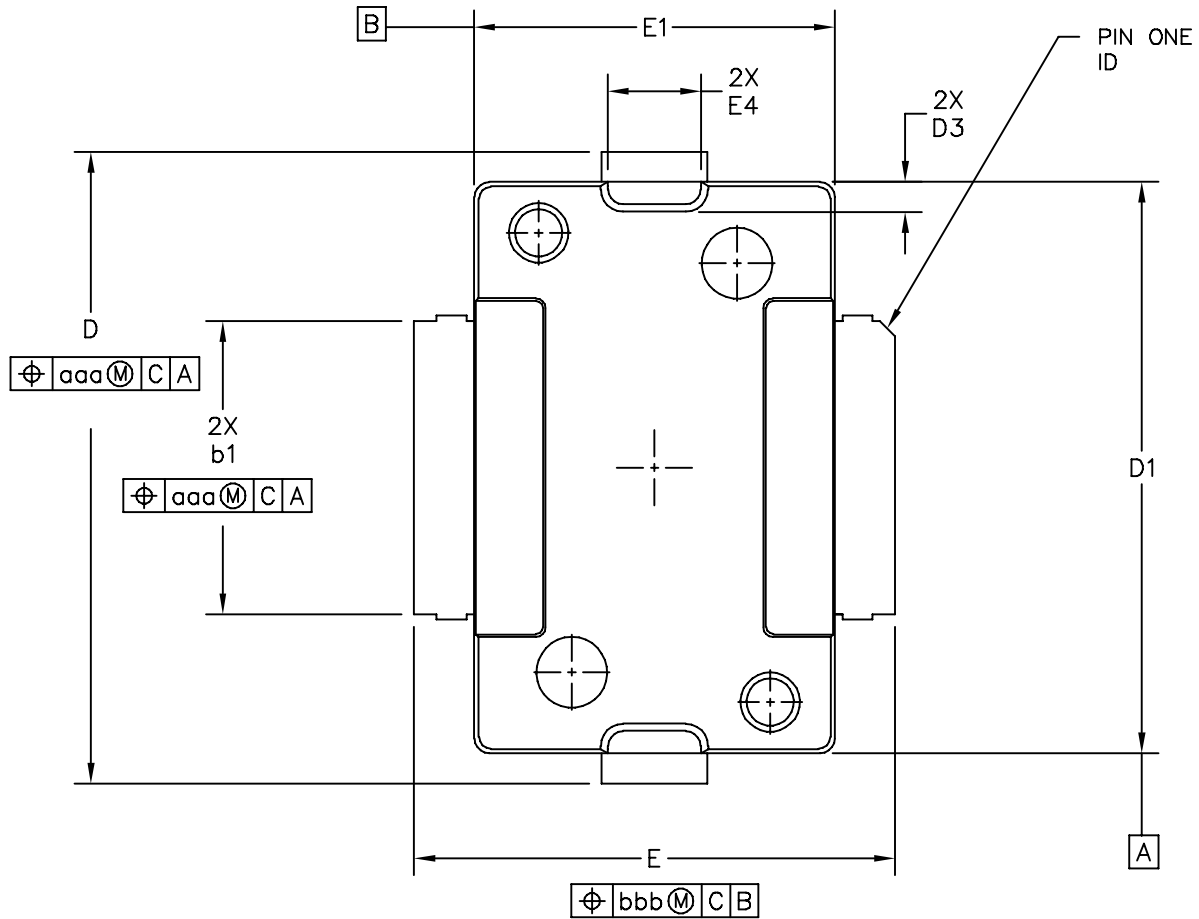 B
E1
PIN ONE
ID
2X
E4
2X
D3
D
⌖ aaa Ⓜ C A
2X
b1
⌖ aaa Ⓜ C A
D1
E
A
⌖ bbb Ⓜ C B